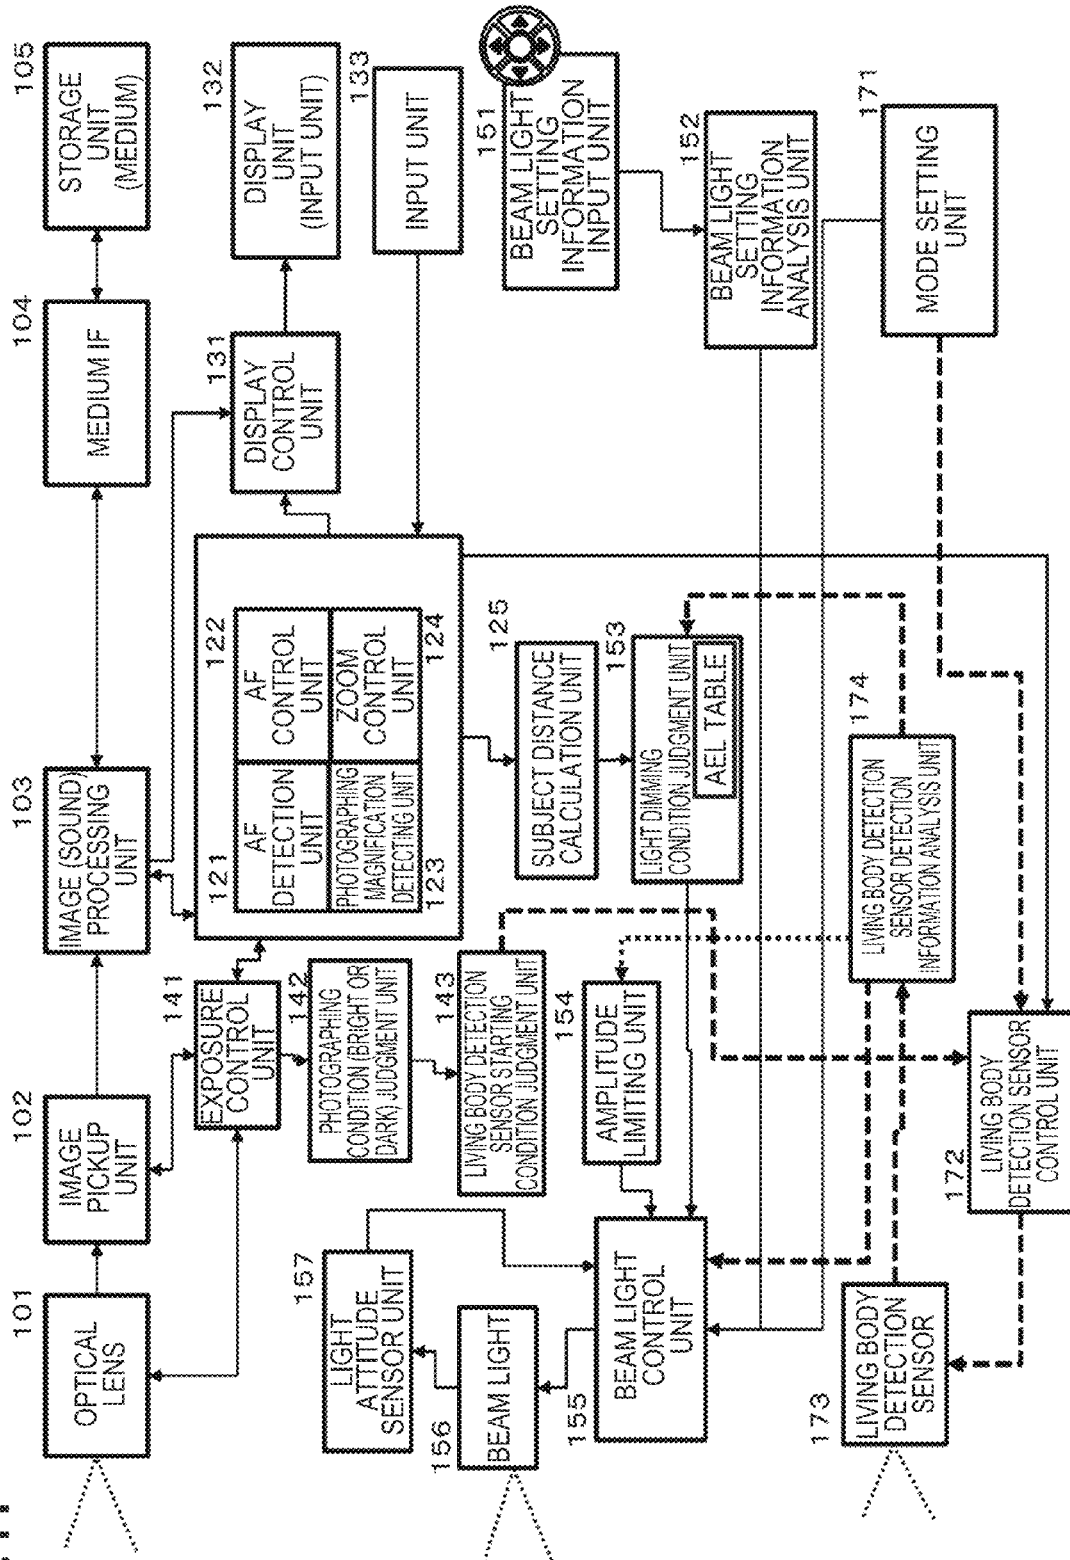 101
OPTICAL
LENS
102
IMAGE
PICKUP
UNIT
103
IMAGE (SOUND)
PROCESSING
UNIT
104
MEDIUM IF
105
STORAGE
UNIT
(MEDIUM)
141
EXPOSURE
CONTROL
UNIT
142
PHOTOGRAPHING
CONDITION (BRIGHT OR
DARK) JUDGMENT UNIT
143
LIVING BODY DETECTION
SENSOR STARTING
CONDITION JUDGMENT UNIT
121
AF
DETECTION
UNIT
122
AF
CONTROL
UNIT
PHOTOGRAPHING
MAGNIFICATION
DETECTING UNIT
123
ZOOM
CONTROL
UNIT
124
131
DISPLAY
CONTROL
UNIT
132
DISPLAY
UNIT
(INPUT UNIT)
133
INPUT UNIT
125
SUBJECT DISTANCE
CALCULATION UNIT
153
LIGHT DIMMING
CONDITION JUDGMENT UNIT
AEL TABLE
151
BEAM LIGHT
SETTING
INFORMATION
INPUT UNIT
152
BEAM LIGHT
SETTING
INFORMATION
ANALYSIS UNIT
157
LIGHT
ATTITUDE
SENSOR UNIT
156
BEAM LIGHT
155
BEAM LIGHT
CONTROL
UNIT
154
AMPLITUDE
LIMITING UNIT
171
MODE SETTING
UNIT
173
LIVING BODY
DETECTION
SENSOR
174
LIVING BODY DETECTION
SENSOR DETECTION
INFORMATION ANALYSIS UNIT
172
LIVING BODY
DETECTION SENSOR
CONTROL UNIT